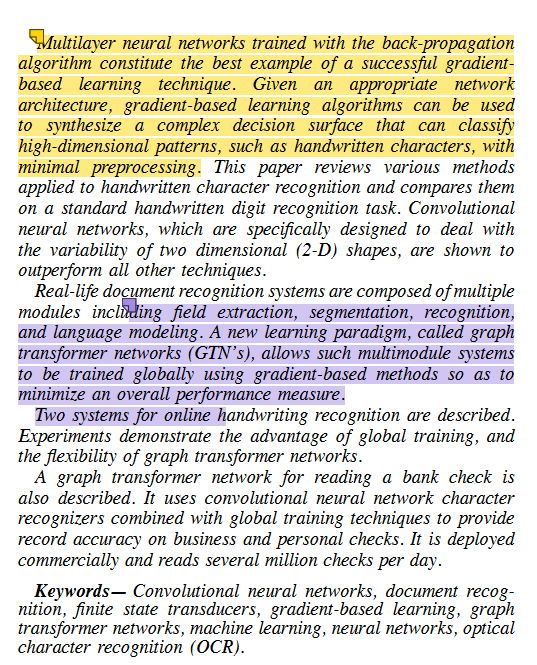 Multilayer neural networks trained with the back-propagation
algorithm constitute the best example of a successful gradient-
based learning technique. Given an appropriate network
architecture, gradient-based learning algorithms can be used
to synthesize a complex decision surface that can classify
high-dimensional patterns, such as handwritten characters, with
minimal preprocessing. This paper reviews various methods
applied to handwritten character recognition and compares them
on a standard handwritten digit recognition task. Convolutional
neural networks, which are specifically designed to deal with
the variability of two dimensional (2-D) shapes, are shown to
outperform all other techniques.
Real-life document recognition systems are composed of multiple
modules including field extraction, segmentation, recognition,
and language modeling. A new learning paradigm, called graph
transformer networks (GTN's), allows such multimodule systems
to be trained globally using gradient-based methods so as to
minimize an overall performance measure.
Two systems for online handwriting recognition are described.
Experiments demonstrate the advantage of global training, and
the flexibility of graph transformer networks.
A graph transformer network for reading a bank check is
also described. It uses convolutional neural network character
recognizers combined with global training techniques to provide
record accuracy on business and personal checks. It is deployed
commercially and reads several million checks per day.
Keywords— Convolutional neural networks, document recog-
nition, finite state transducers, gradient-based learning, graph
transformer networks, machine learning, neural networks, optical
character recognition (OCR).